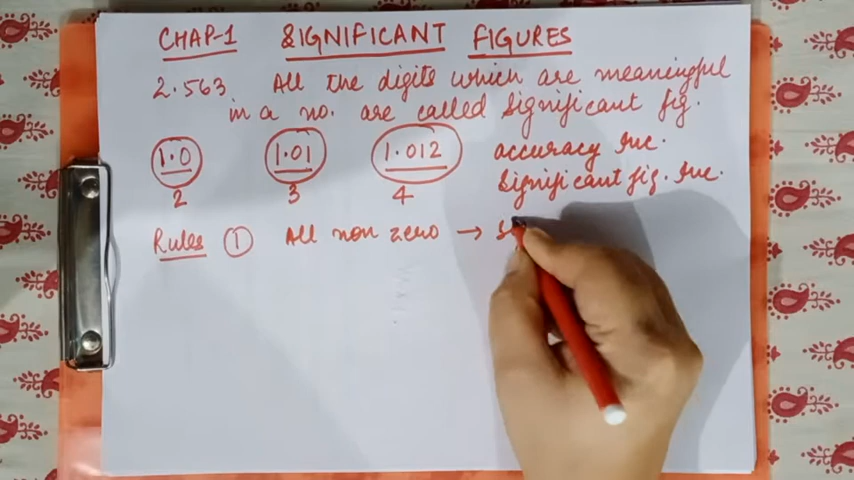 CHAP-1 SIGNIFICANT FIGURES
2.563 All the digits which are meaningful
in a no. are called significant fig.
1.0 1.01 1.012 accuracy Inc.
2 3 4 Significant fig. Inc.
Rules ① All non zero → s